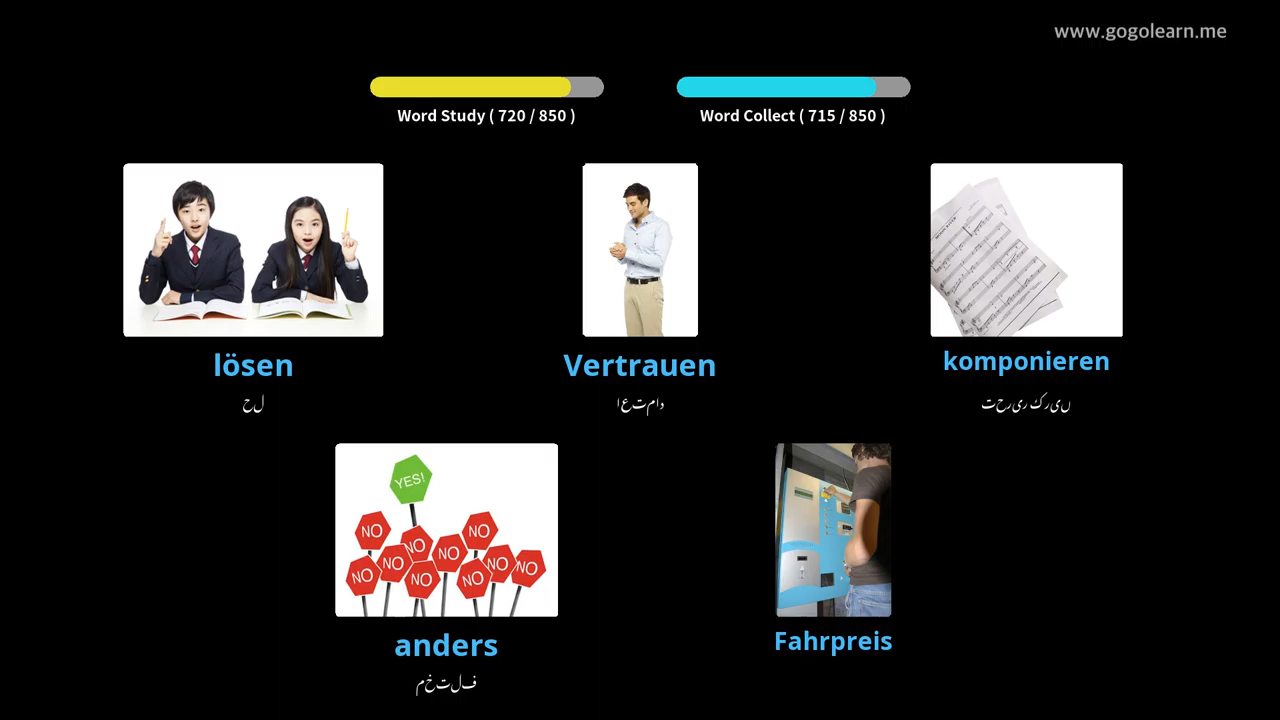 www.gogolearn.me
Word Study ( 720 / 850 )
Word Collect ( 715 / 850 )
lösen
حل
Vertrauen
اعتماد
komponieren
تحریر کریں
YES!
NO
NO
NO
NO
NO
NO
NO
NO
NO
NO
anders
مختلف
Fahrpreis